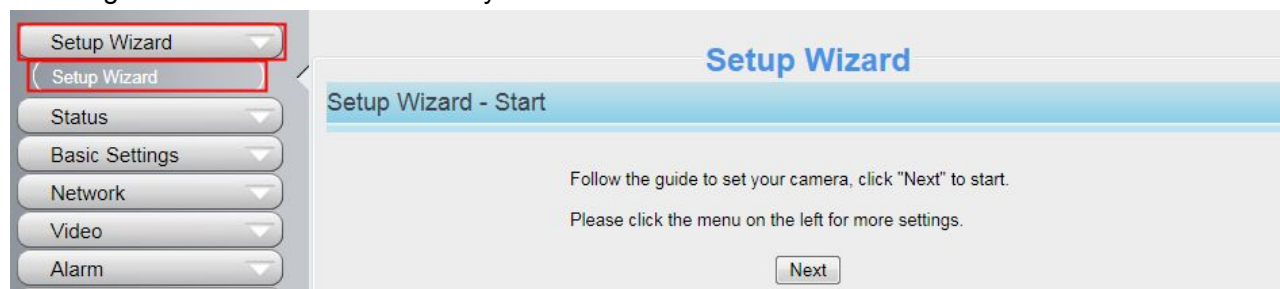 Setup Wizard
Setup Wizard
Status
Basic Settings
Network
Video
Alarm
Setup Wizard
Setup Wizard - Start
Follow the guide to set your camera, click "Next" to start.
Please click the menu on the left for more settings.
Next